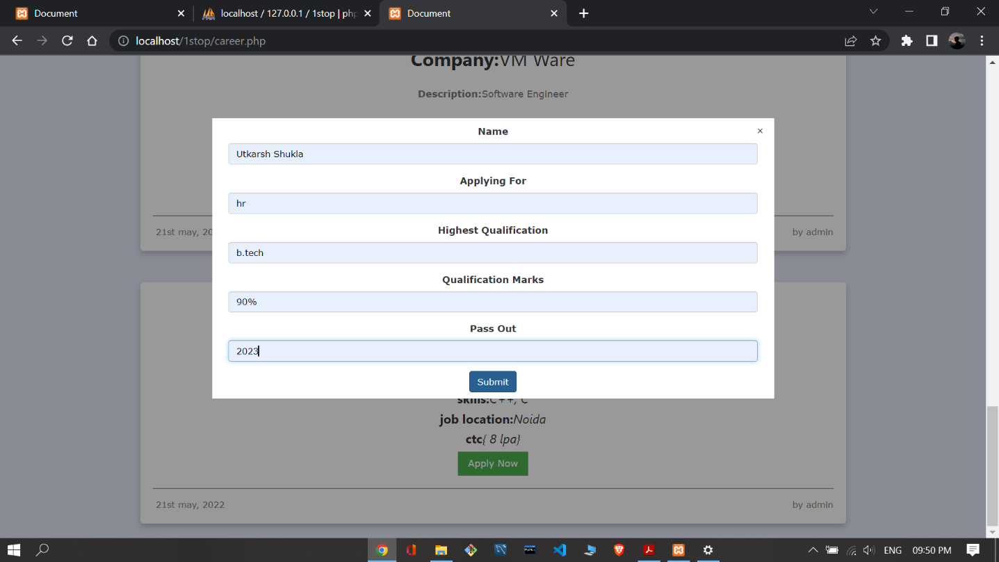 Document
localhost / 127.0.0.1 / 1stop | php
Document
localhost/1stop/career.php
Company:VM Ware
Description:Software Engineer
Name
×
Utkarsh Shukla
Applying For
hr
Highest Qualification
21st may, 20
by admin
b.tech
Qualification Marks
90%
Pass Out
2023
Submit
skills:C++, C
job location:Noida
ctc{ 8 lpa}
Apply Now
21st may, 2022
by admin
ENG
09:50 PM